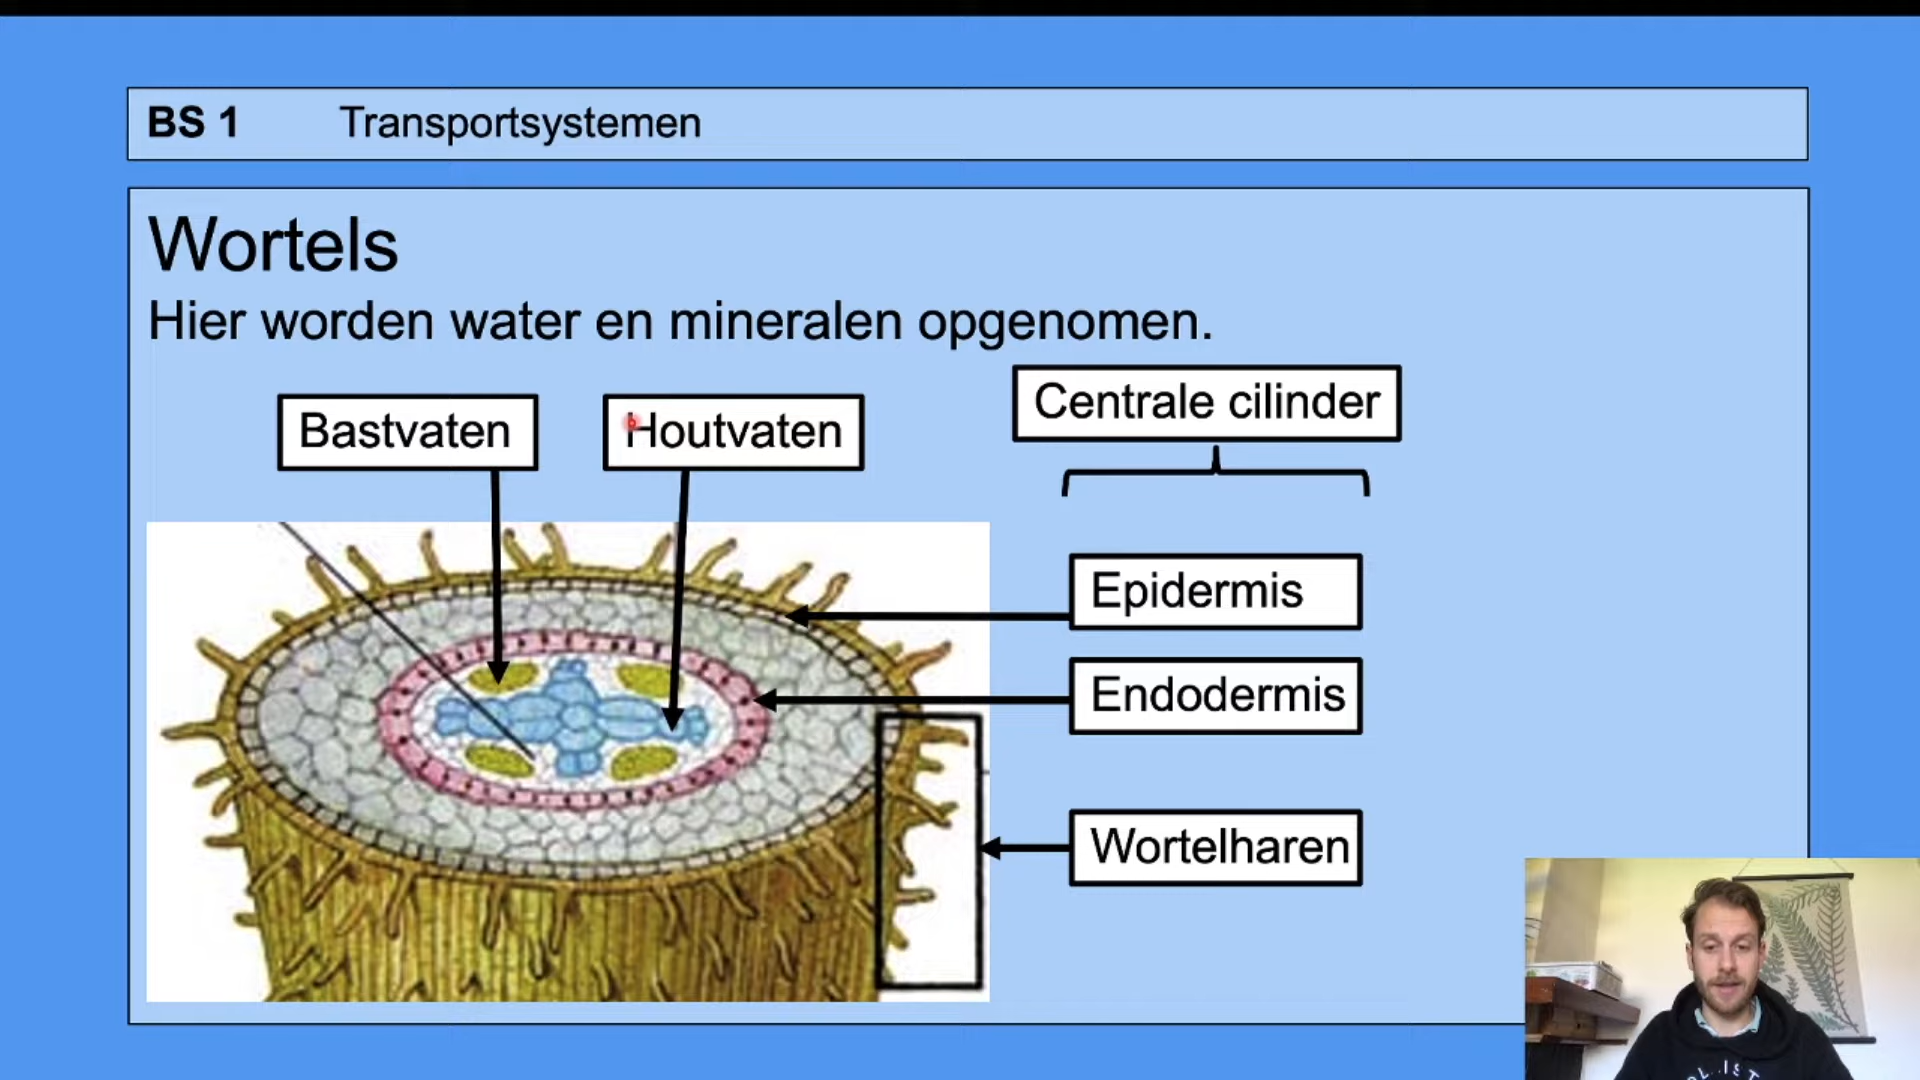 BS 1 Transportsystemen
Wortels
Hier worden water en mineralen opgenomen.
Centrale cilinder
Bastvaten
Houtvaten
Epidermis
Endodermis
Wortelharen